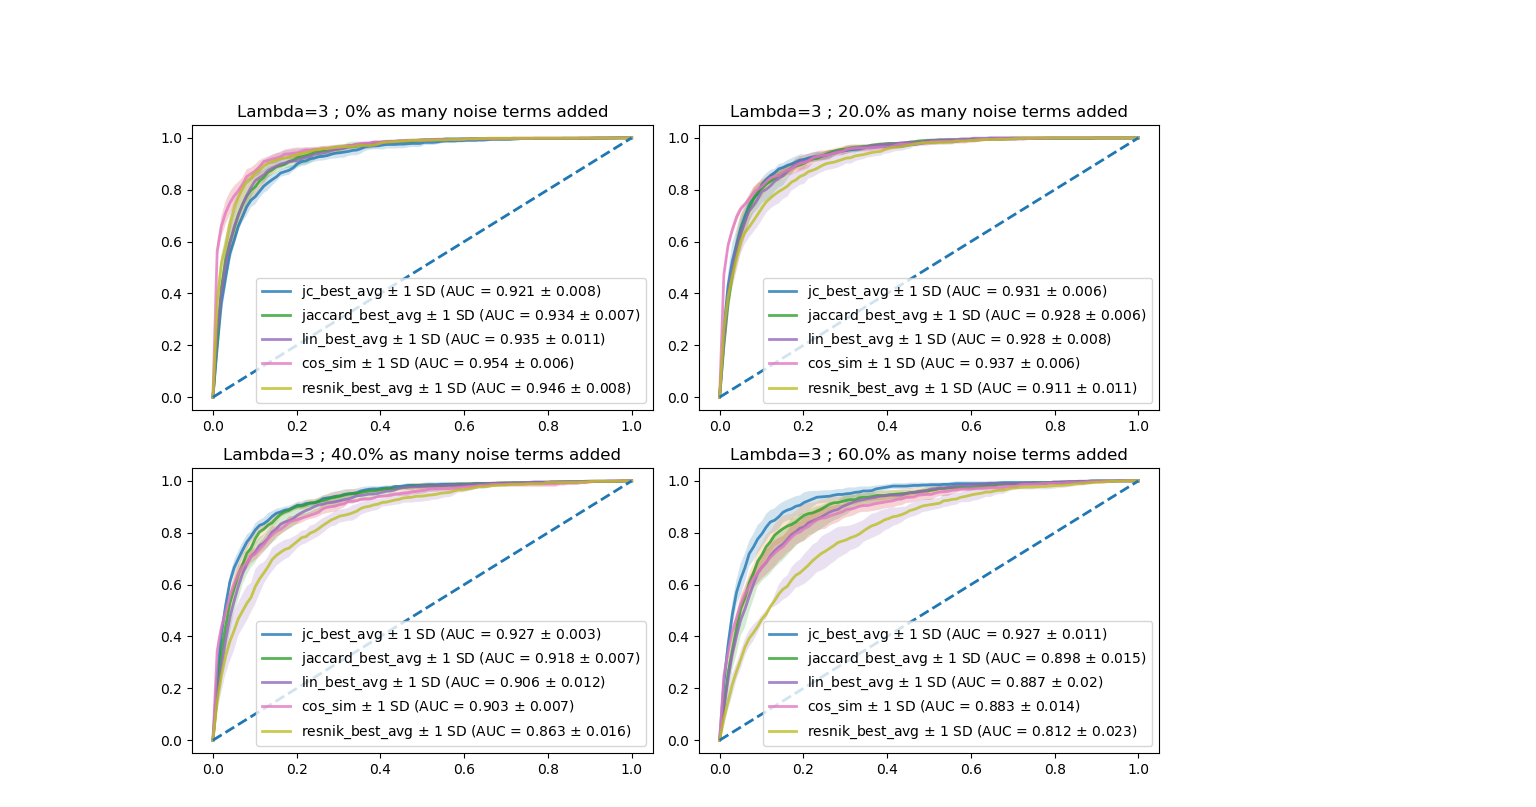 Lambda=3 ; 0% as many noise terms added
1.0
0.8
0.6
0.4
0.2
0.0
jc_best_avg ± 1 SD (AUC = 0.921 ± 0.008)
jaccard_best_avg ± 1 SD (AUC = 0.934 ± 0.007)
lin_best_avg ± 1 SD (AUC = 0.935 ± 0.011)
cos_sim ± 1 SD (AUC = 0.954 ± 0.006)
resnik_best_avg ± 1 SD (AUC = 0.946 ± 0.008)
0.0 0.2 0.4 0.6 0.8 1.0
Lambda=3 ; 20.0% as many noise terms added
1.0
0.8
0.6
0.4
0.2
0.0
jc_best_avg ± 1 SD (AUC = 0.931 ± 0.006)
jaccard_best_avg ± 1 SD (AUC = 0.928 ± 0.006)
lin_best_avg ± 1 SD (AUC = 0.928 ± 0.008)
cos_sim ± 1 SD (AUC = 0.937 ± 0.006)
resnik_best_avg ± 1 SD (AUC = 0.911 ± 0.011)
0.0 0.2 0.4 0.6 0.8 1.0
Lambda=3 ; 40.0% as many noise terms added
1.0
0.8
0.6
0.4
0.2
0.0
jc_best_avg ± 1 SD (AUC = 0.927 ± 0.003)
jaccard_best_avg ± 1 SD (AUC = 0.918 ± 0.007)
lin_best_avg ± 1 SD (AUC = 0.906 ± 0.012)
cos_sim ± 1 SD (AUC = 0.903 ± 0.007)
resnik_best_avg ± 1 SD (AUC = 0.863 ± 0.016)
0.0 0.2 0.4 0.6 0.8 1.0
Lambda=3 ; 60.0% as many noise terms added
1.0
0.8
0.6
0.4
0.2
0.0
jc_best_avg ± 1 SD (AUC = 0.927 ± 0.011)
jaccard_best_avg ± 1 SD (AUC = 0.898 ± 0.015)
lin_best_avg ± 1 SD (AUC = 0.887 ± 0.02)
cos_sim ± 1 SD (AUC = 0.883 ± 0.014)
resnik_best_avg ± 1 SD (AUC = 0.812 ± 0.023)
0.0 0.2 0.4 0.6 0.8 1.0